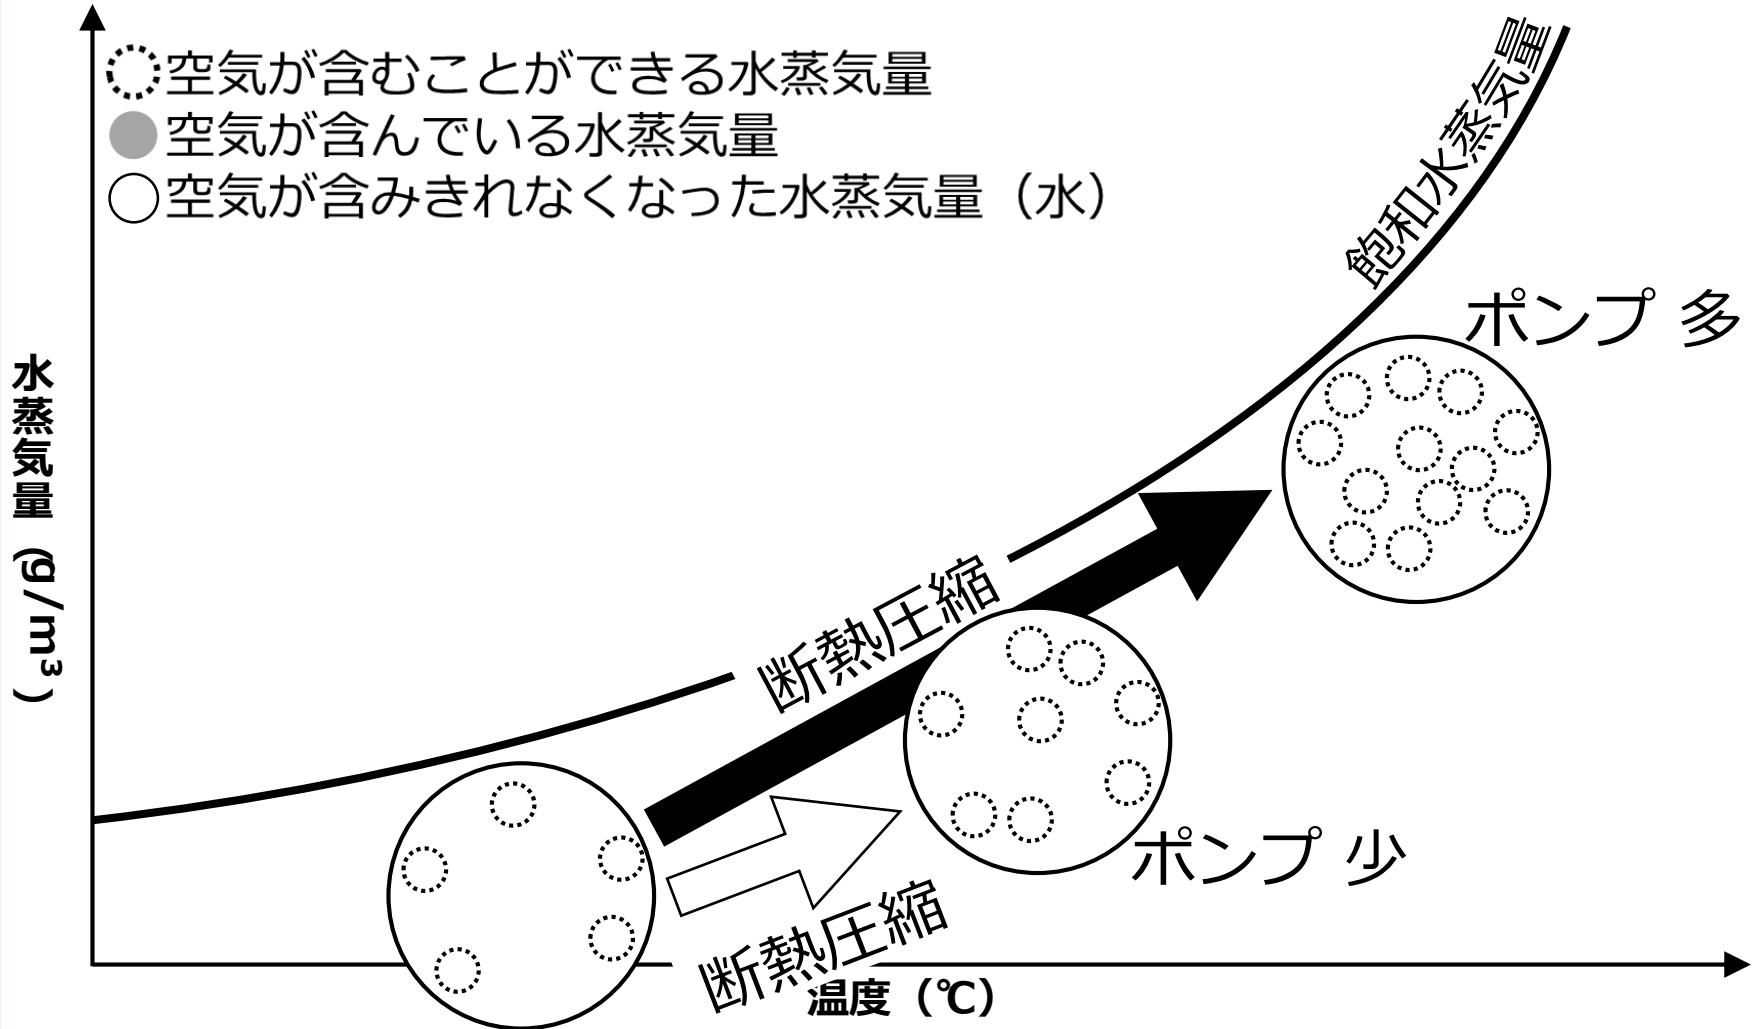 空気が含むことができる水蒸気量
空気が含んでいる水蒸気量
空気が含みきれなくなった水蒸気量（水）
飽和水蒸気量
ポンプ 多
水蒸気量（g/m³）
断熱圧縮
ポンプ 少
断熱圧縮
温度（℃）